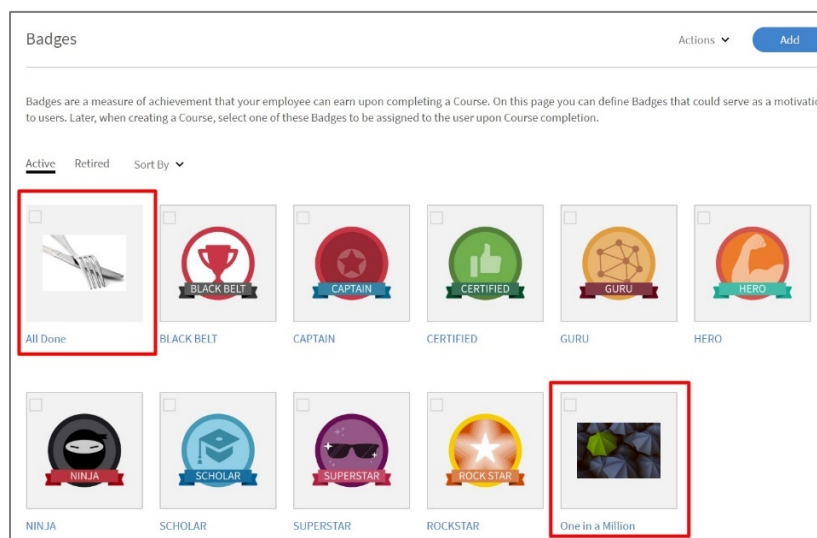 Badges
Actions
Add
Badges are a measure of achievement that your employee can earn upon completing a Course. On this page you can define Badges that could serve as a
to users. Later, when creating a Course, select one of these Badges to be assigned to the user upon Course completion.
Active Retired Sort By
BLACK BELT CAPTAIN CERTIFIED GURU HERO
All Done BLACK BELT CAPTAIN CERTIFIED GURU HERO
NINJA SCHOLAR SUPERSTAR ROCK STAR
NINJA SCHOLAR SUPERSTAR ROCKSTAR One in a Million